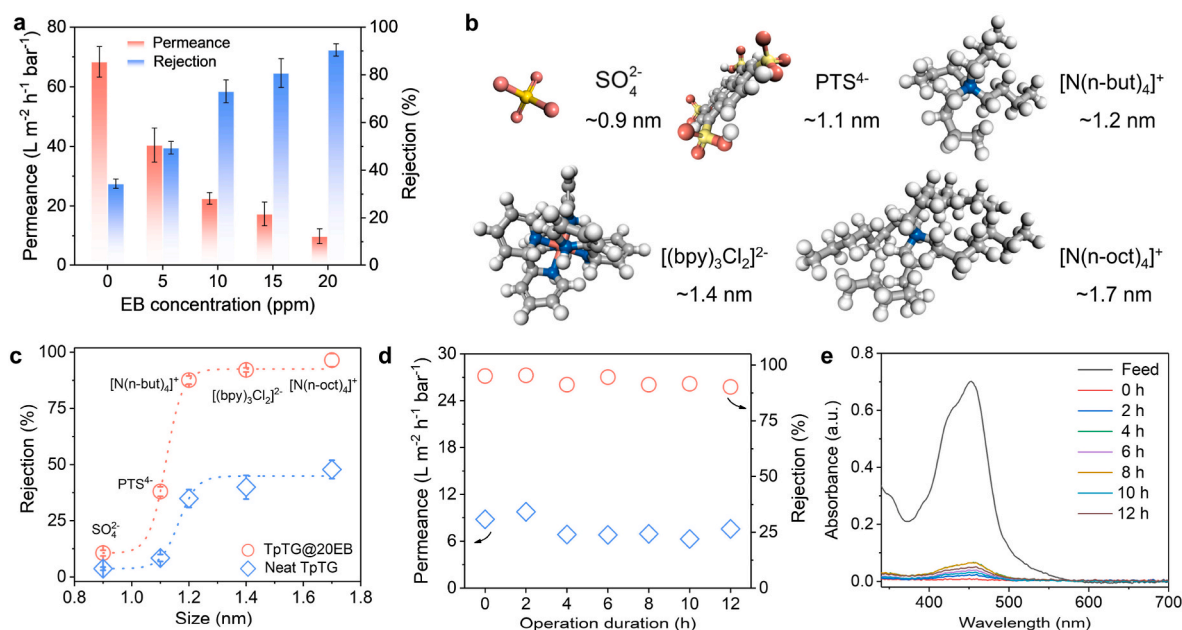 a
Permeance (L m⁻² h⁻¹ bar⁻¹)
80
60
40
20
0
Permeance
Rejection
100
80
60
40
20
0
Rejection (%)
0 5 10 15 20
EB concentration (ppm)
b
SO₄²⁻
~0.9 nm
PTS⁴⁻
~1.1 nm
[N(n-but)₄]⁺
~1.2 nm
[(bpy)₃Cl₂]²⁻
~1.4 nm
[N(n-oct)₄]⁺
~1.7 nm
c
Rejection (%)
100
75
50
25
0
[N(n-but)₄]⁺
[(bpy)₃Cl₂]²⁻
[N(n-oct)₄]⁺
PTS⁴⁻
SO₄²⁻
TpTG@20EB
Neat TpTG
0.8 1.0 1.2 1.4 1.6 1.8
Size (nm)
d
Permeance (L m⁻² h⁻¹ bar⁻¹)
30
24
18
12
6
0
100
75
50
25
0
Rejection (%)
0 2 4 6 8 10 12
Operation duration (h)
e
Absorbance (a.u.)
0.8
0.6
0.4
0.2
0.0
Feed
0 h
2 h
4 h
6 h
8 h
10 h
12 h
400 500 600 700
Wavelength (nm)